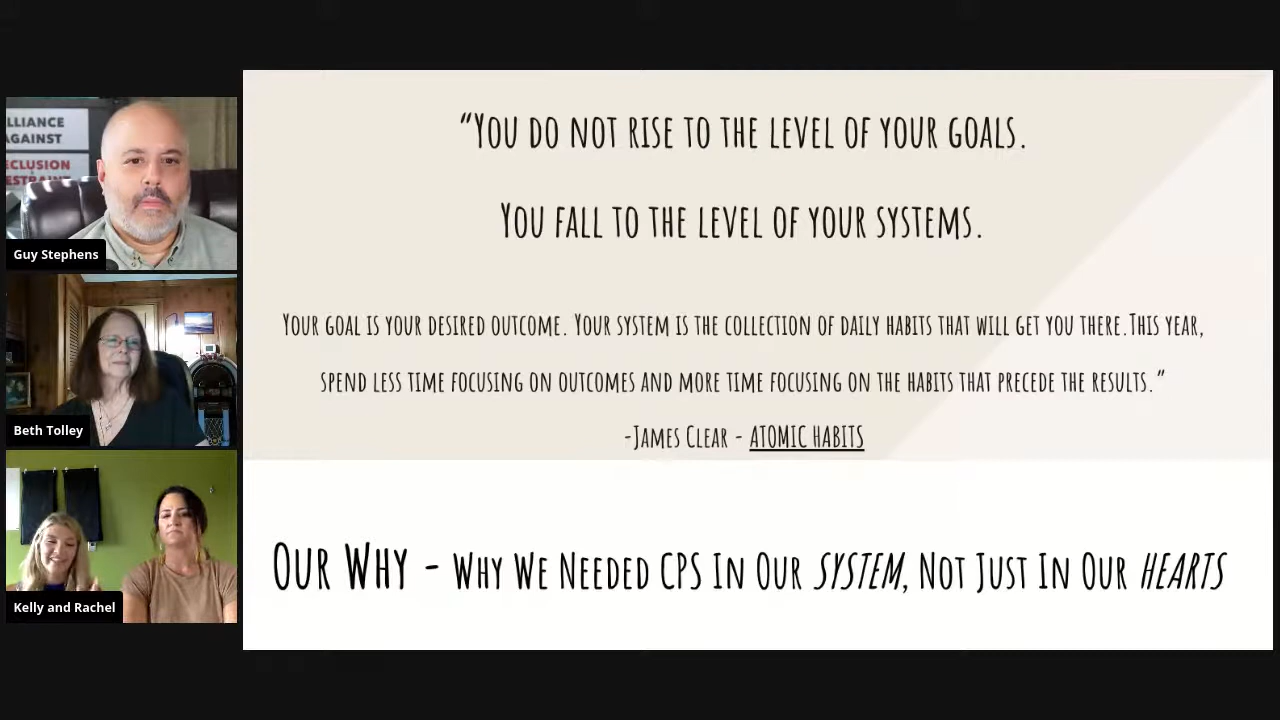 LLIANCE
AGAINST
ECLUSION
ESTRAIN
Guy Stephens
Beth Tolley
Kelly and Rachel
“You do not rise to the level of your goals.
You fall to the level of your systems.
Your goal is your desired outcome. Your system is the collection of daily habits that will get you there.This year,
spend less time focusing on outcomes and more time focusing on the habits that precede the results.”
-James Clear - ATOMIC HABITS
Our Why - Why We Needed CPS In Our SYSTEM, Not Just In Our HEARTS